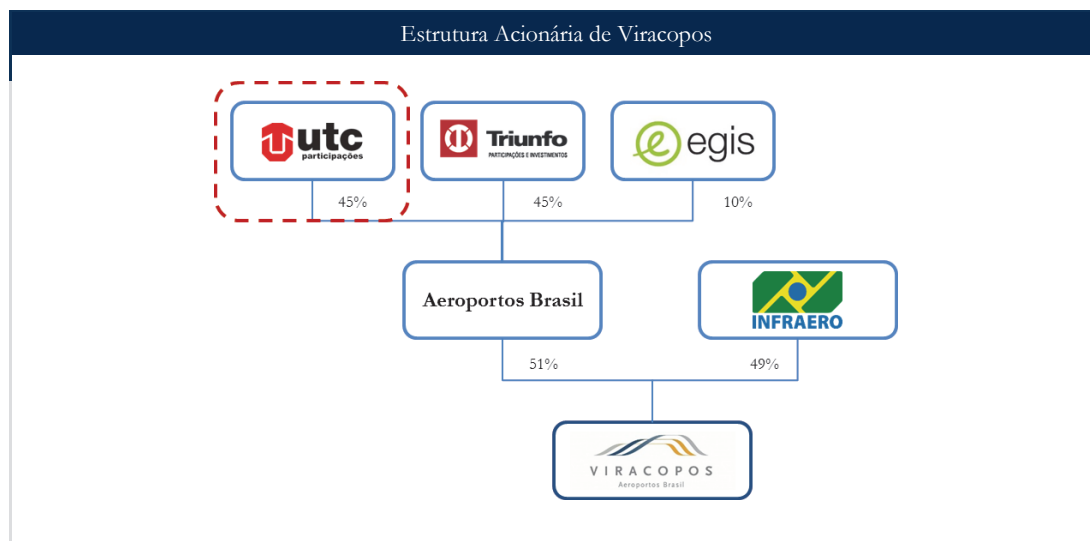 Estrutura Acionária de Viracopos
utc
participações
Triunfo
PARTICIPAÇÕES E INVESTIMENTOS
egis
45%
45%
10%
Aeroportos Brasil
INFRAERO
51%
49%
VIRACOPOS
Aeroportos Brasil